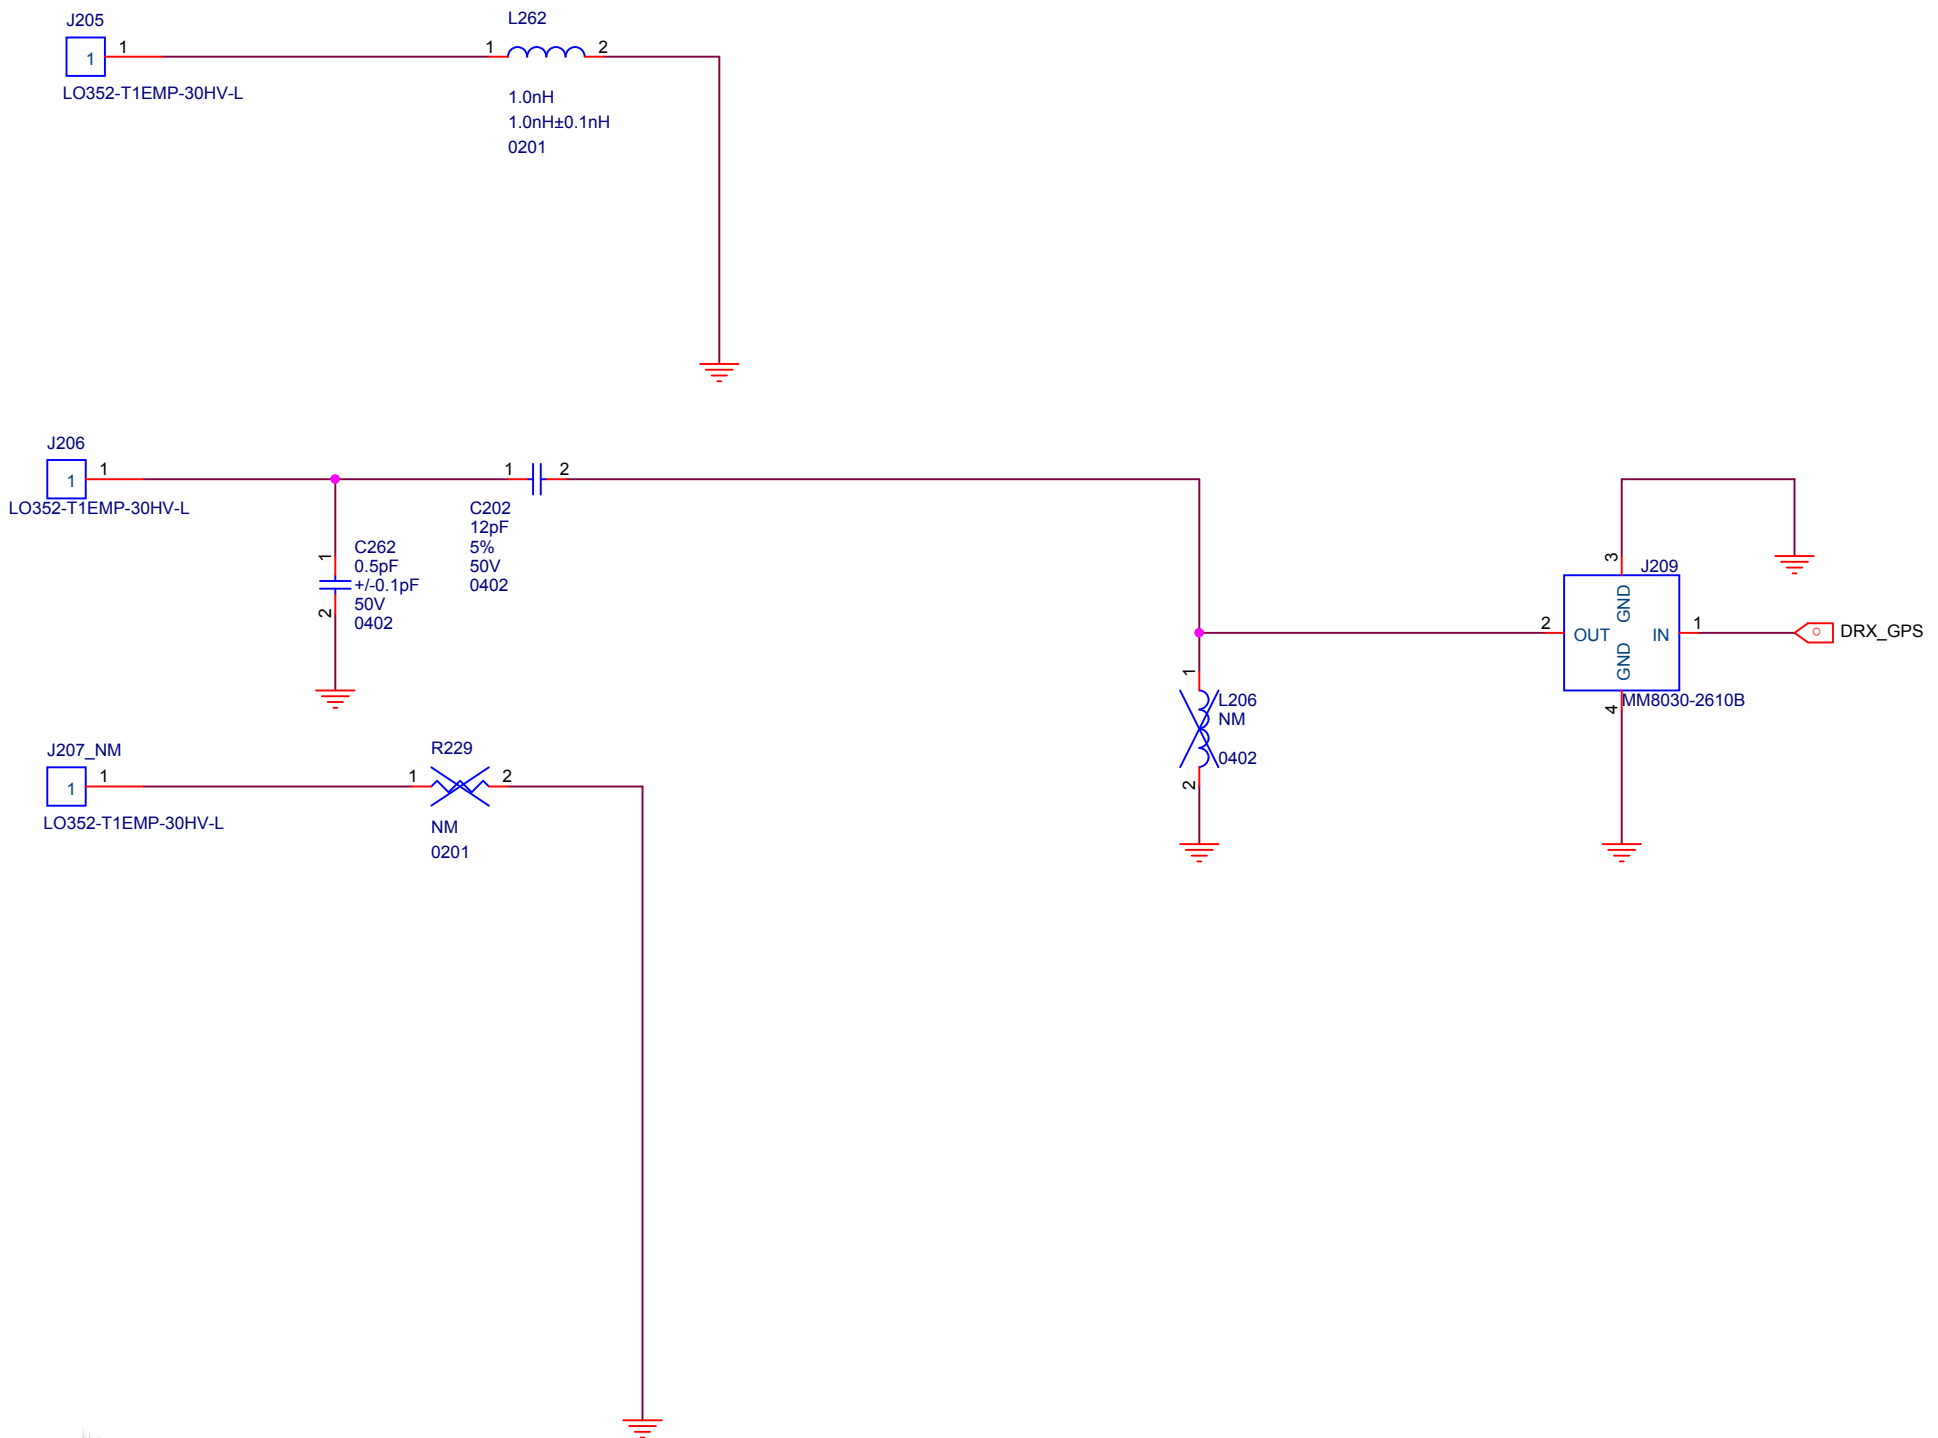 J205
1
1
LO352-T1EMP-30HV-L
L262
1
2
1.0nH
1.0nH±0.1nH
0201
J206
1
1
LO352-T1EMP-30HV-L
1
2
C202
12pF
5%
50V
0402
1
2
C262
0.5pF
+/-0.1pF
50V
0402
J209
3
GND
2
OUT
IN
1
DRX_GPS
GND
4
MM8030-2610B
1
L206
NM
0402
2
J207_NM
1
1
LO352-T1EMP-30HV-L
R229
1
2
NM
0201